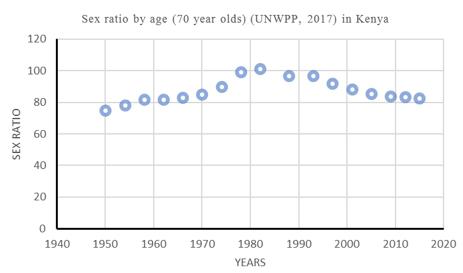 Sex ratio by age (70 year olds) (UNWPP, 2017) in Kenya
120
100
80
60
40
20
0
SEX RATIO
1940 1950 1960 1970 1980 1990 2000 2010 2020
YEARS